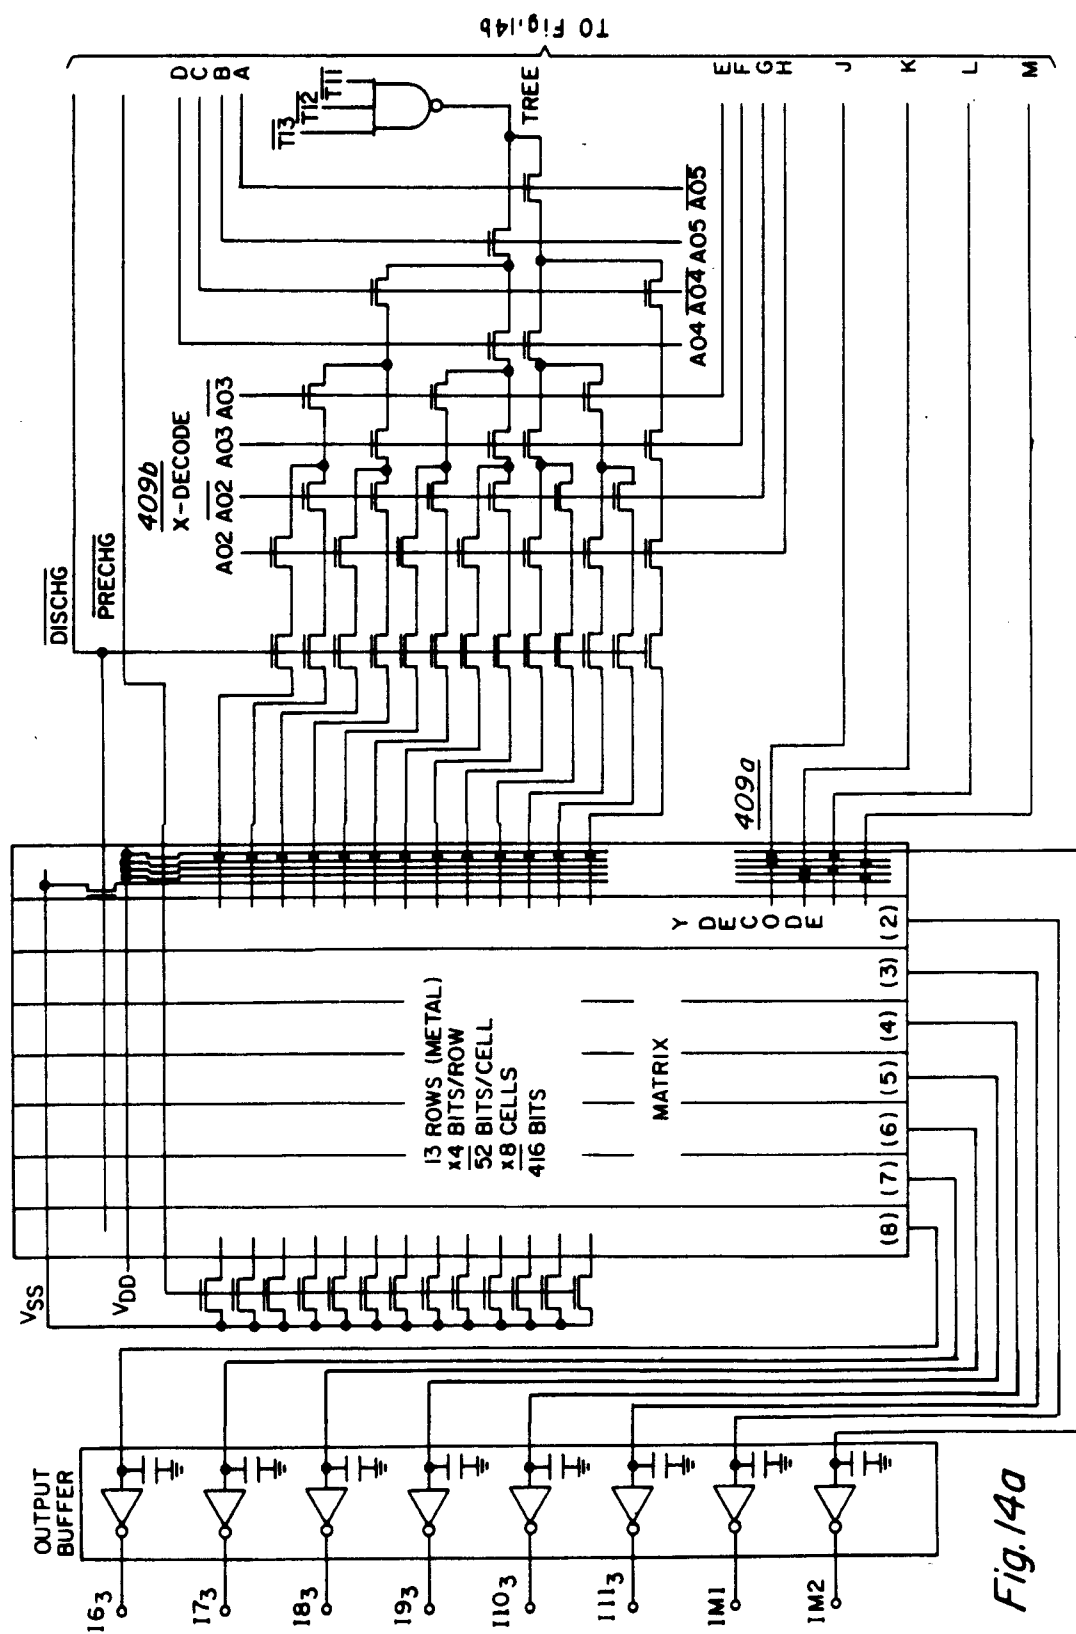 TO Fig.14b
D
C
B
A
T13
T12
T11
TREE
E
F
G
H
J
K
L
M
A05
A05
A04
A04
DISCHG
PRECHG
409b
X-DECODE
A02 A02 A03 A03
409a
Y DECODE
13 ROWS (METAL)
x4 BITS/ROW
52 BITS/CELL
x8 CELLS
416 BITS
MATRIX
(2)
(3)
(4)
(5)
(6)
(7)
(8)
VSS
VDD
OUTPUT
BUFFER
I63
I73
I83
I93
I103
I113
IM1
IM2
Fig.14a